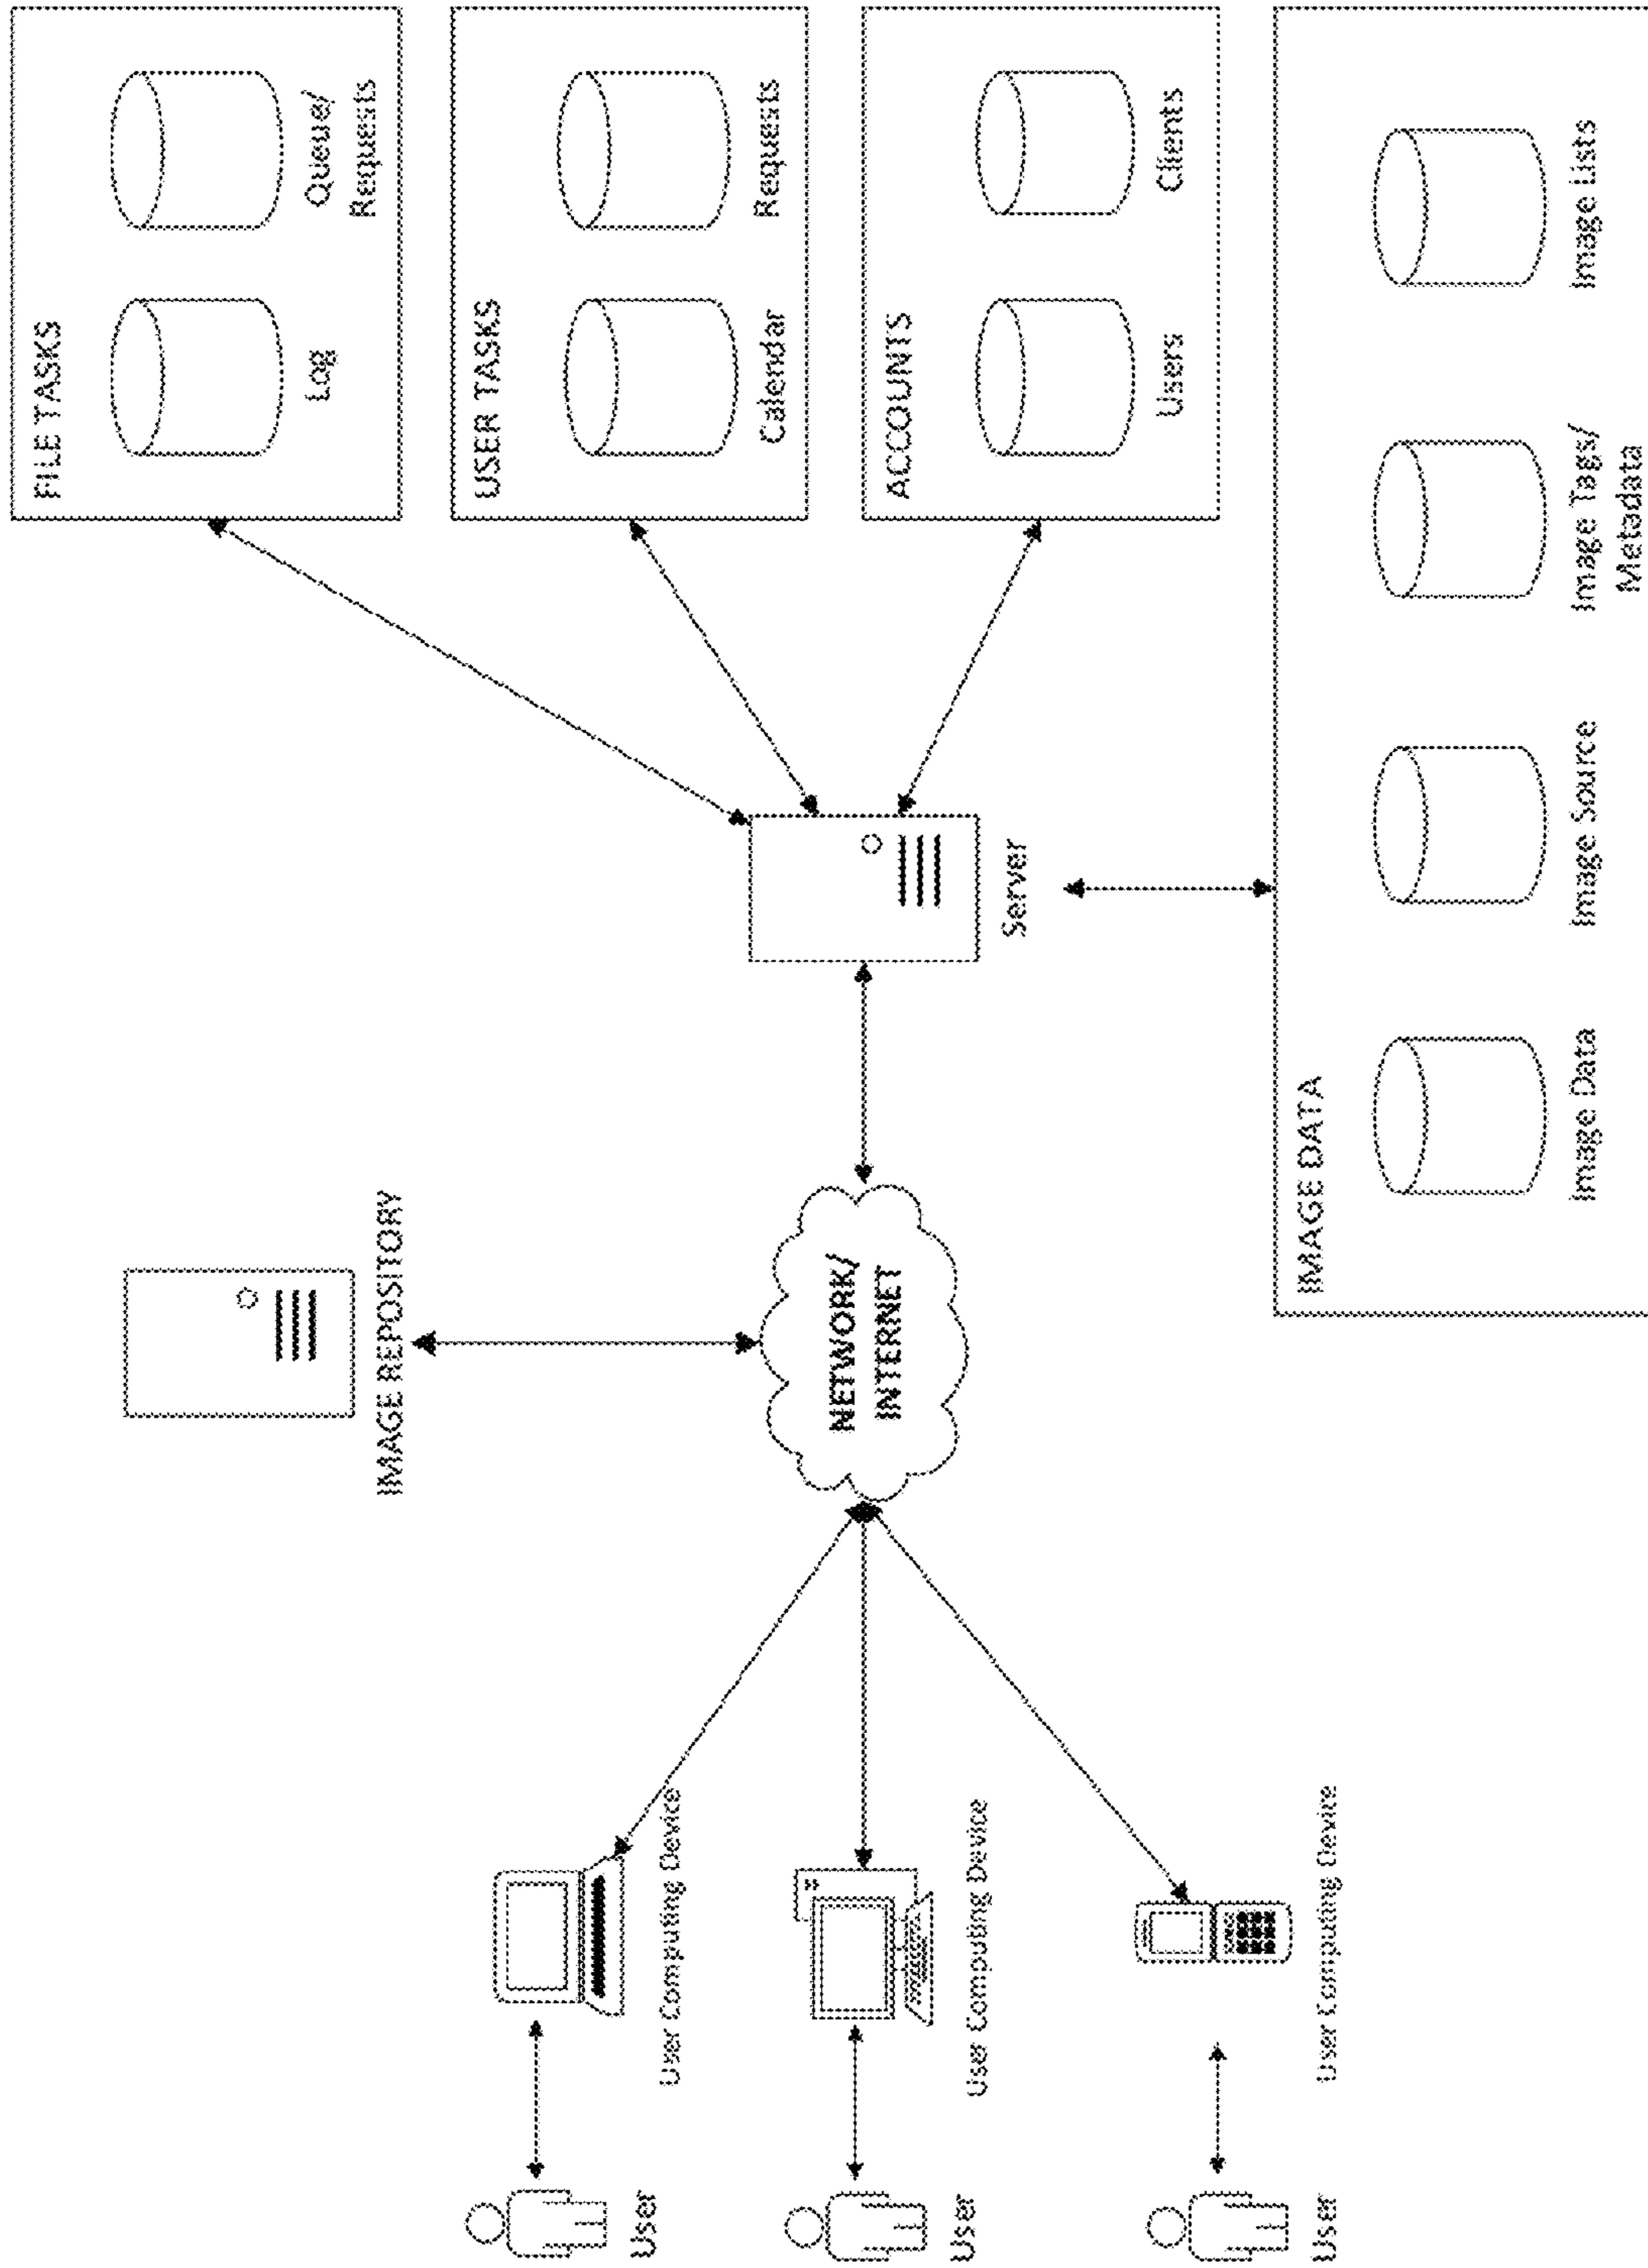 FILE TASKS
Log
Queue/
Requests
USER TASKS
Calendar
Requests
ACCOUNTS
Users
Clients
IMAGE REPOSITORY
NETWORK/
INTERNET
Server
User Computing Device
User
User Computing Device
User
User Computing Device
User
IMAGE DATA
Image Data
Image Source
Image Tags/
Metadata
Image Lists